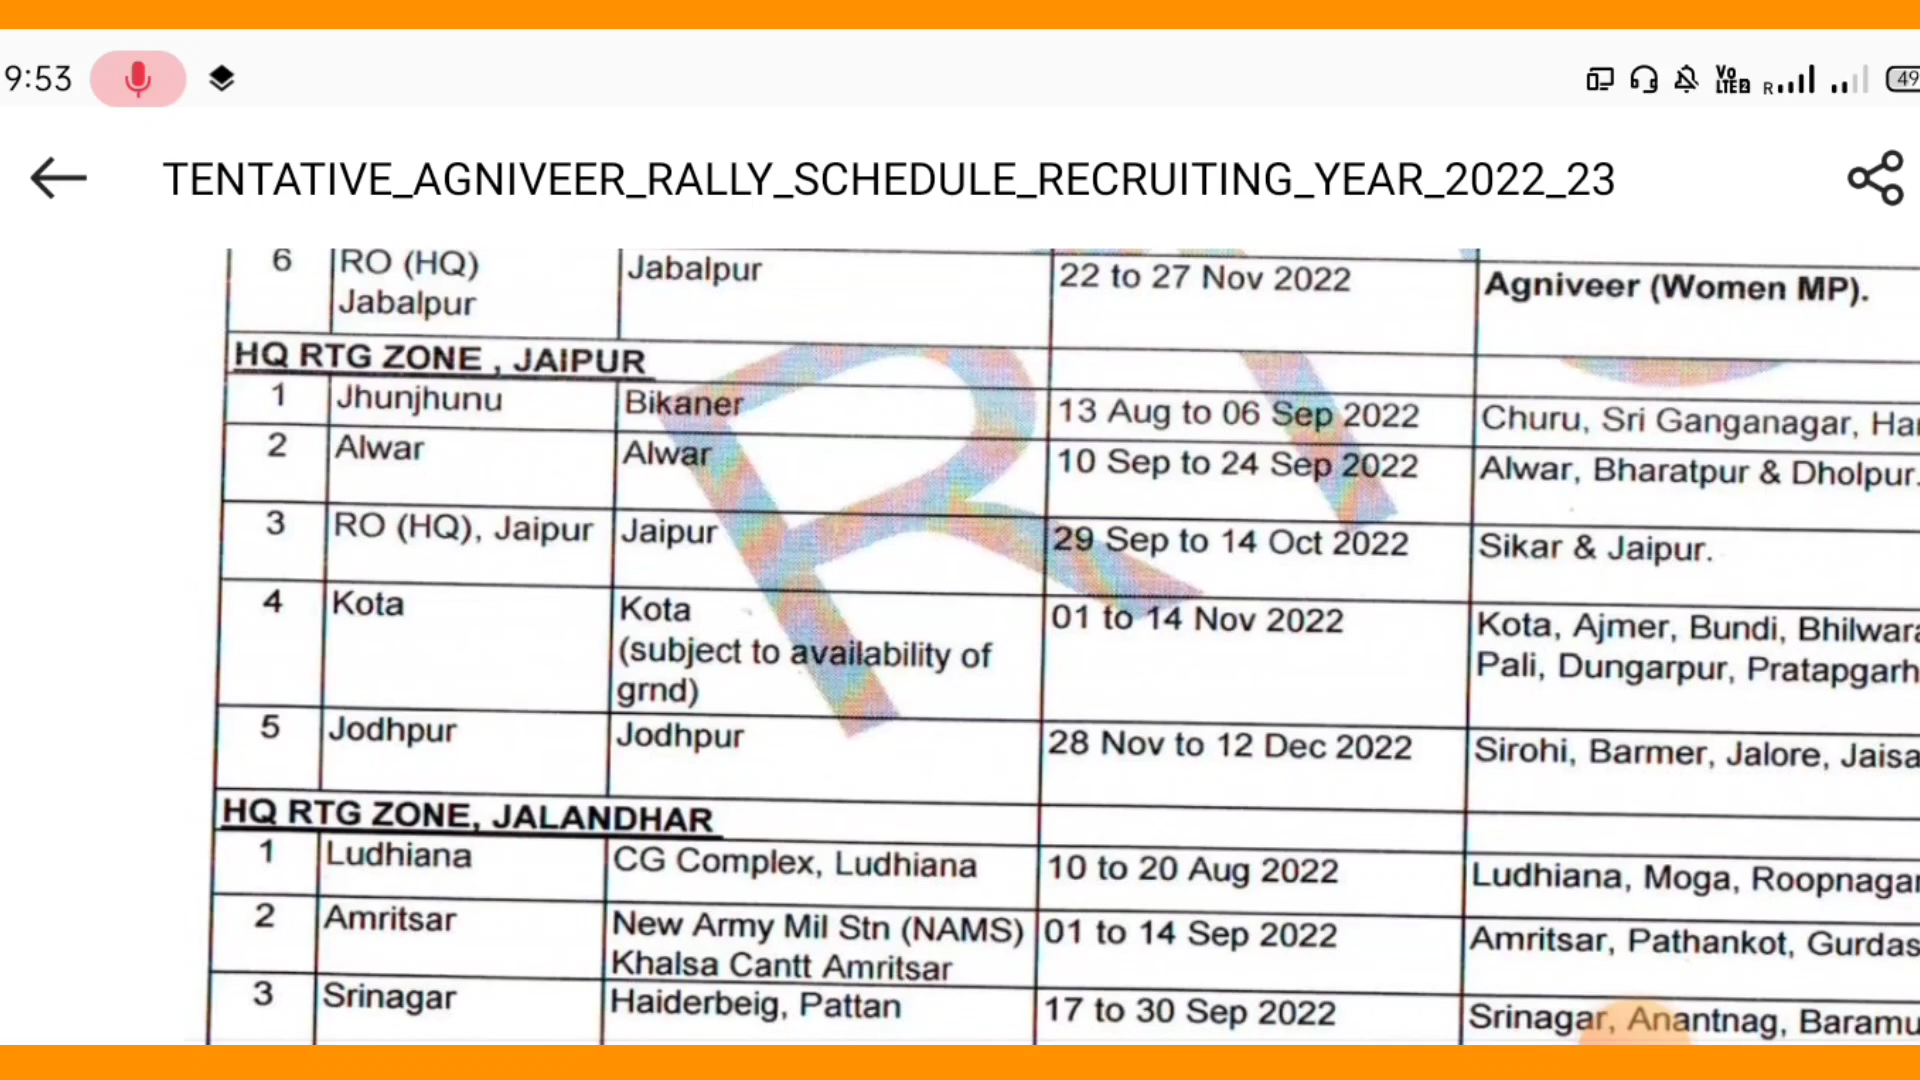 9:53
Vo LTE2 R 49
TENTATIVE_AGNIVEER_RALLY_SCHEDULE_RECRUITING_YEAR_2022_23
6 RO (HQ) Jabalpur Jabalpur 22 to 27 Nov 2022 Agniveer (Women MP).
HQ RTG ZONE , JAIPUR
1 Jhunjhunu Bikaner 13 Aug to 06 Sep 2022 Churu, Sri Ganganagar,
2 Alwar Alwar 10 Sep to 24 Sep 2022 Alwar, Bharatpur & Dholpur.
3 RO (HQ), Jaipur Jaipur 29 Sep to 14 Oct 2022 Sikar & Jaipur.
4 Kota Kota 01 to 14 Nov 2022 Kota, Ajmer, Bundi, Bhilwara
(subject to availability of Pali, Dungarpur, Pratapgarh
grnd)
5 Jodhpur Jodhpur 28 Nov to 12 Dec 2022 Sirohi, Barmer, Jalore, Jaisa
HQ RTG ZONE, JALANDHAR
1 Ludhiana CG Complex, Ludhiana 10 to 20 Aug 2022 Ludhiana, Moga, Roopnagar
2 Amritsar New Army Mil Stn (NAMS) 01 to 14 Sep 2022 Amritsar, Pathankot, Gurdas
Khalsa Cantt Amritsar
3 Srinagar Haiderbeig, Pattan 17 to 30 Sep 2022 Srinagar, Anantnag, Baramu